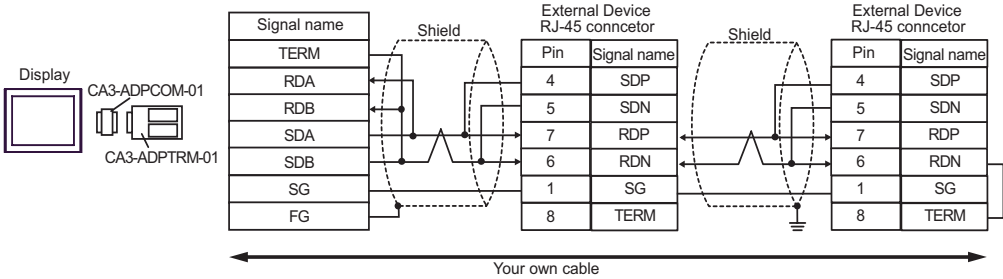 Display
CA3-ADPCOM-01
CA3-ADPTRM-01
Signal name
TERM
RDA
RDB
SDA
SDB
SG
FG
Shield
External Device
RJ-45 conncetor
Pin Signal name
4 SDP
5 SDN
7 RDP
6 RDN
1 SG
8 TERM
Shield
External Device
RJ-45 conncetor
Pin Signal name
4 SDP
5 SDN
7 RDP
6 RDN
1 SG
8 TERM
Your own cable